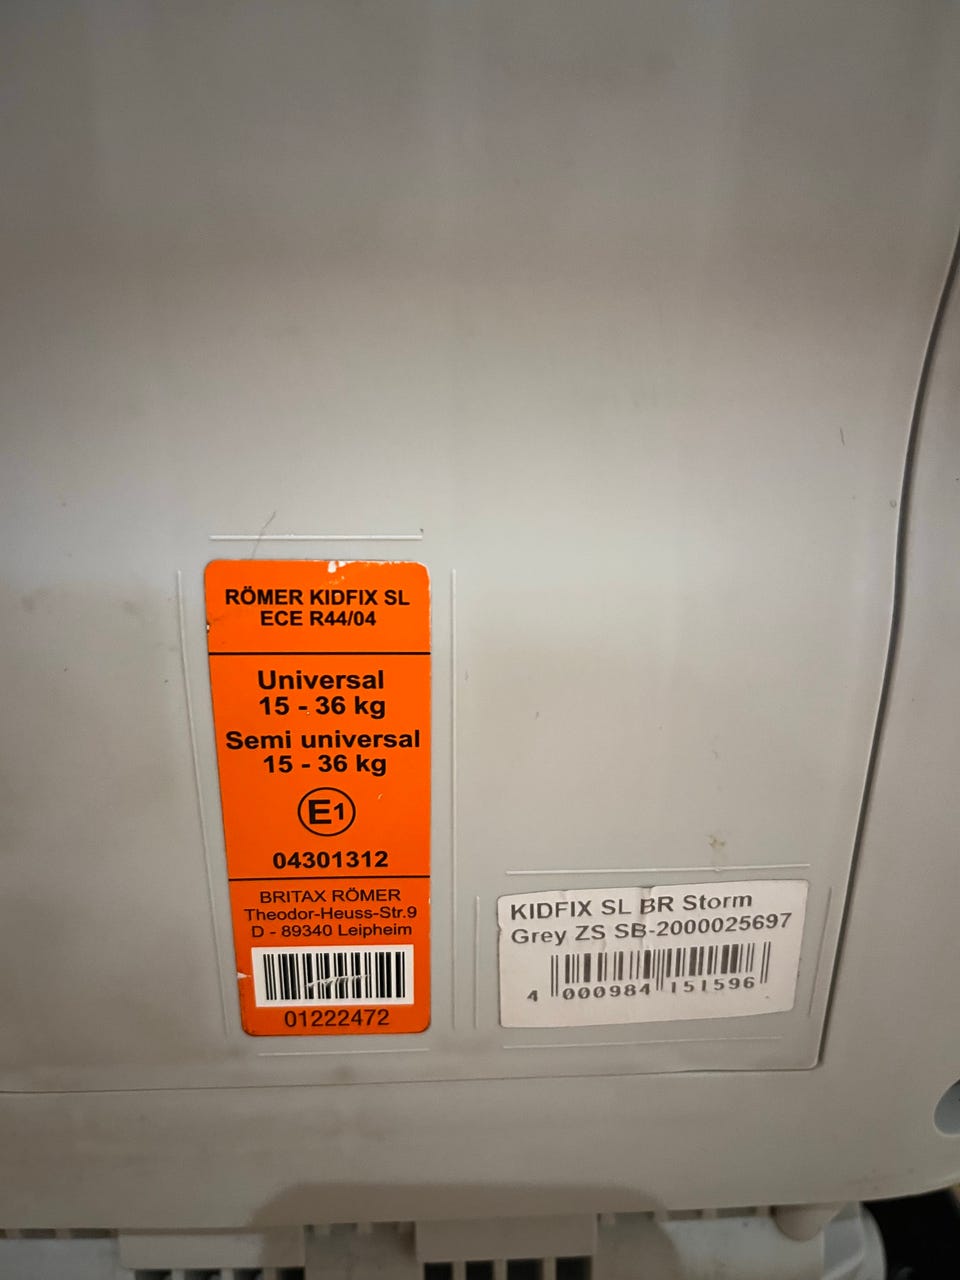 RÖMER KIDFIX SL
ECE R44/04
Universal
15 - 36 kg
Semi universal
15 - 36 kg
E1
04301312
BRITAX RÖMER
Theodor-Heuss-Str.9
D - 89340 Leipheim
01222472
KIDFIX SL BR Storm
Grey ZS SB-2000025697
4 000984 151596